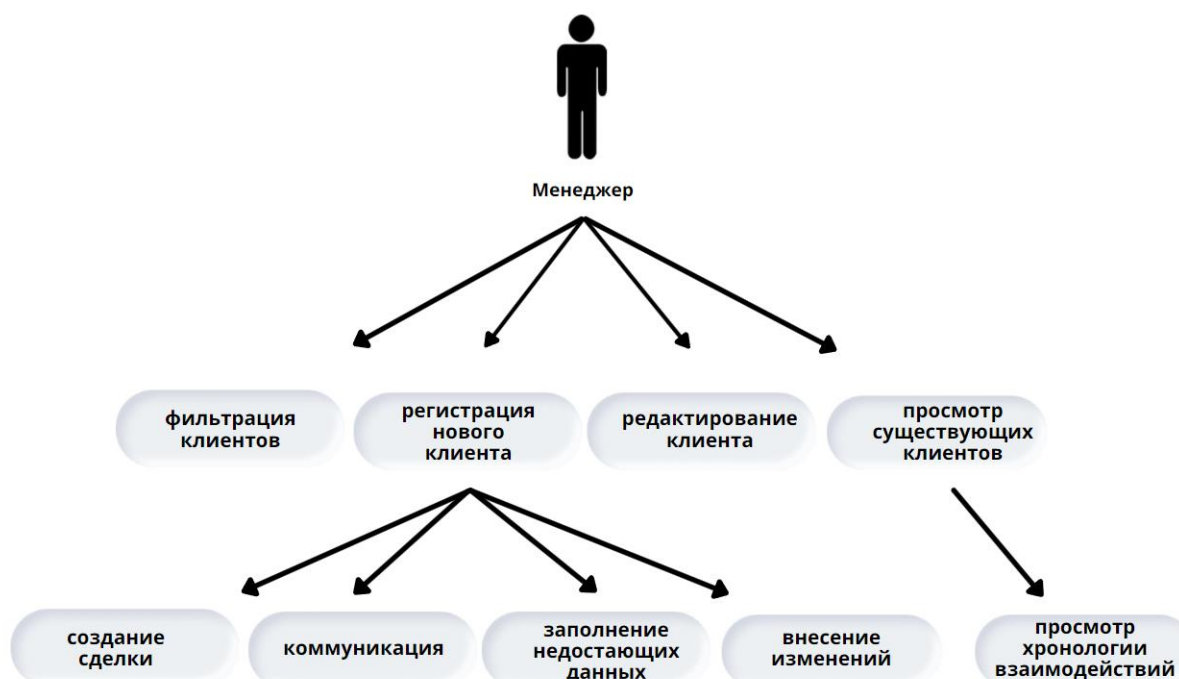 Менеджер
фильтрация
клиентов
регистрация
нового
клиента
редактирование
клиента
просмотр
существующих
клиентов
создание
сделки
коммуникация
заполнение
недостающих
данных
внесение
изменений
просмотр
хронологии
взаимодействий